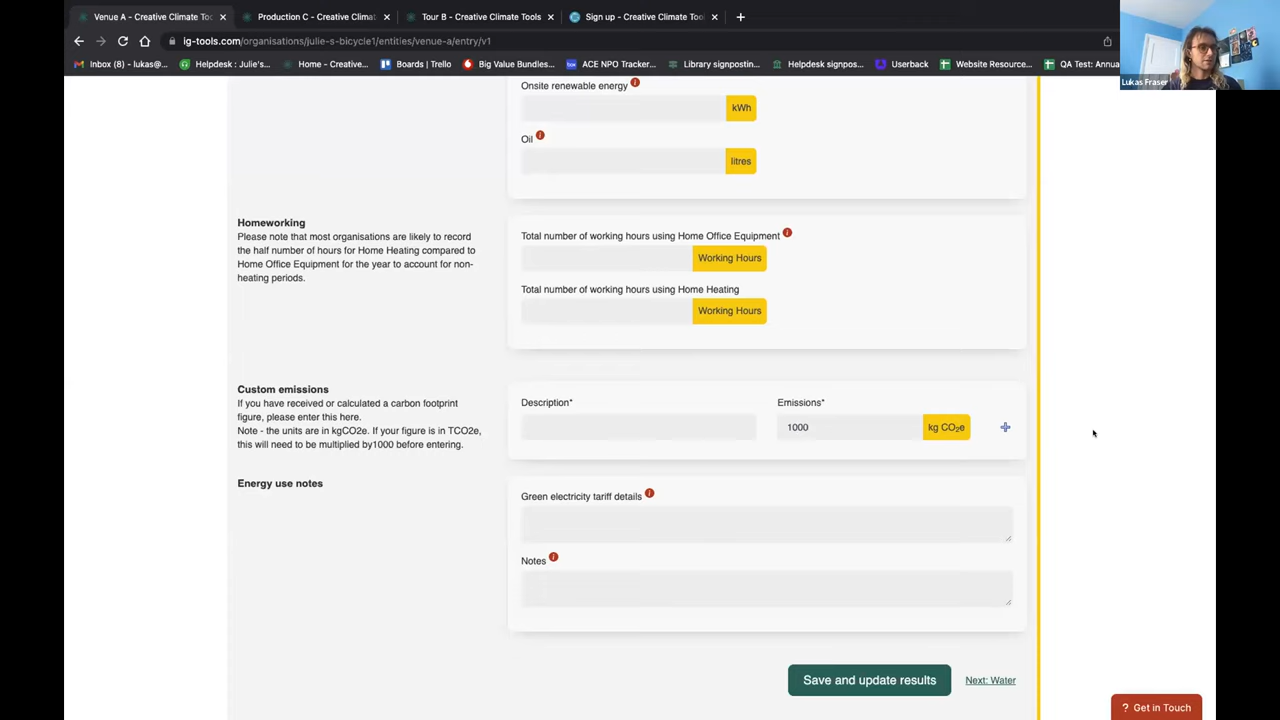 Venue A - Creative Climate Too
Production C - Creative Climat
Tour B - Creative Climate Tools
Sign up - Creative Climate Too
ig-tools.com/organisations/julie-s-bicycle1/entities/venue-a/entry/v1
Inbox (8) - lukas@...
Helpdesk : Julie's...
Home - Creative...
Boards | Trello
Big Value Bundles...
ACE NPO Tracker...
Library signposting...
Helpdesk signpos...
Userback
Website Resource...
QA Test: Annua
Lukas Fraser
Onsite renewable energy i
kWh
Oil i
litres
Homeworking
Please note that most organisations are likely to record
the half number of hours for Home Heating compared to
Home Office Equipment for the year to account for non-
heating periods.
Total number of working hours using Home Office Equipment i
Working Hours
Total number of working hours using Home Heating
Working Hours
Custom emissions
If you have received or calculated a carbon footprint
figure, please enter this here.
Note - the units are in kgCO2e. If your figure is in TCO2e,
this will need to be multiplied by1000 before entering.
Description*
Emissions*
1000
kg CO₂e
Energy use notes
Green electricity tariff details i
Notes i
Save and update results
Next: Water
? Get in Touch